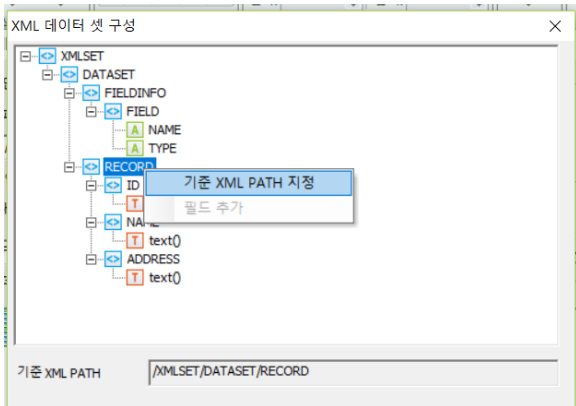 XML 데이터 셋 구성
XMLSET
DATASET
FIELDINFO
FIELD
A NAME
A TYPE
RECORD
기준 XML PATH 지정
ID
T
필드 추가
T text()
ADDRESS
T text()
기준 XML PATH /XMLSET/DATASET/RECORD